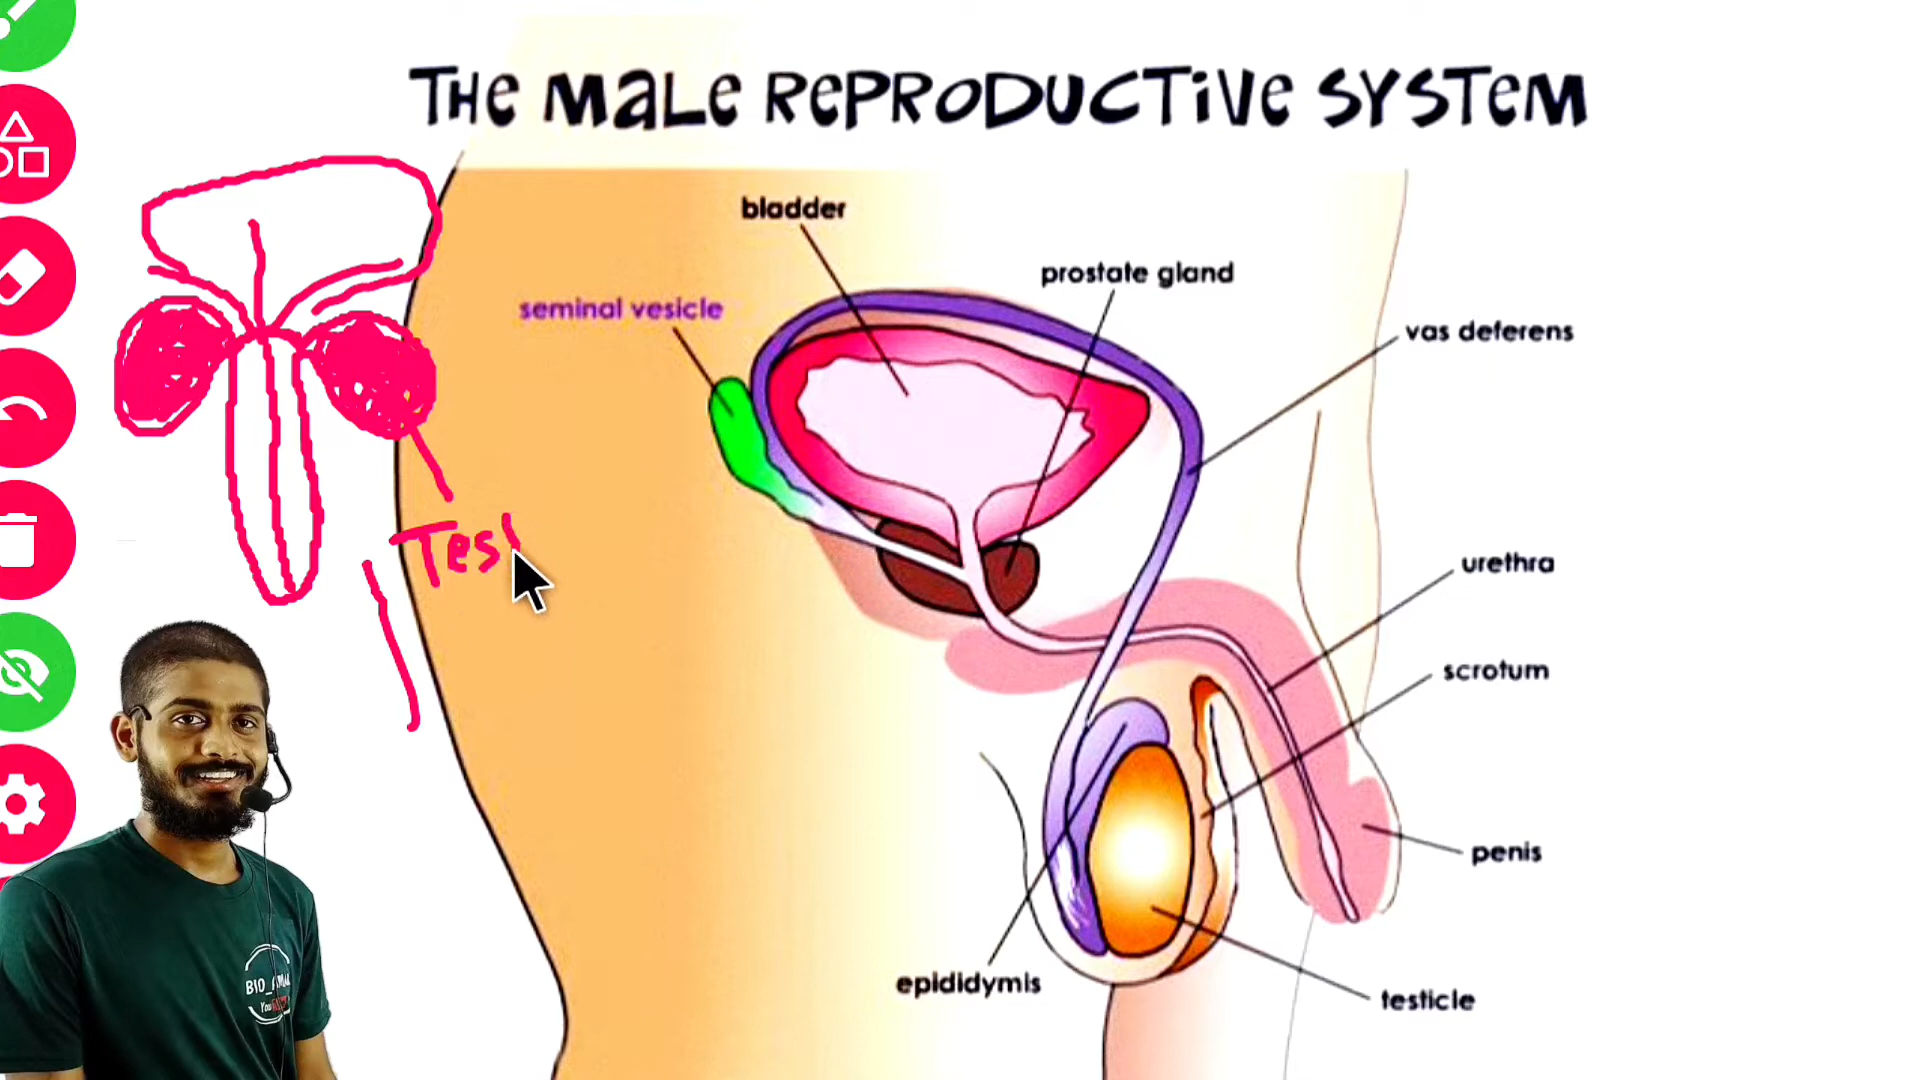 THE MALE REPRODUCTIVE SYSTEM
bladder
prostate gland
seminal vesicle
vas deferens
Tes
urethra
scrotum
penis
epididymis
testicle